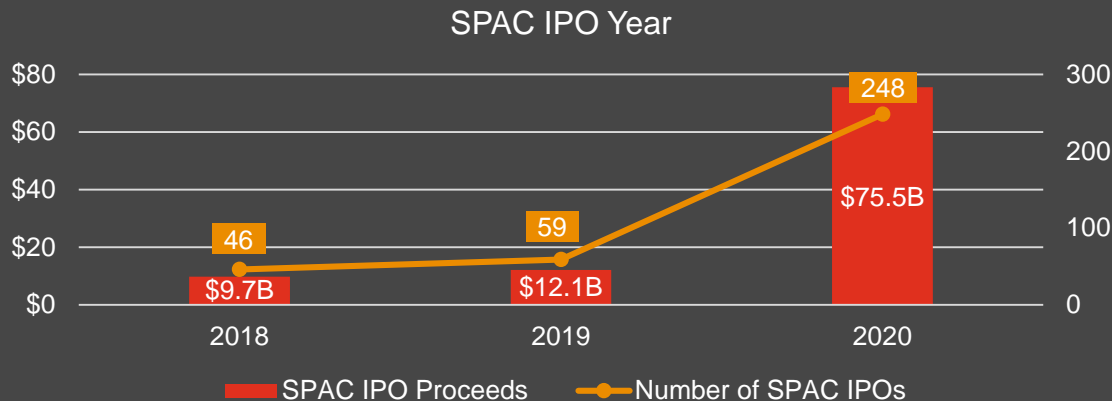 SPAC IPO Year
$80
$60
$40
$20
$0
300
200
100
0
46
59
248
$9.7B
$12.1B
$75.5B
2018
2019
2020
SPAC IPO Proceeds
Number of SPAC IPOs